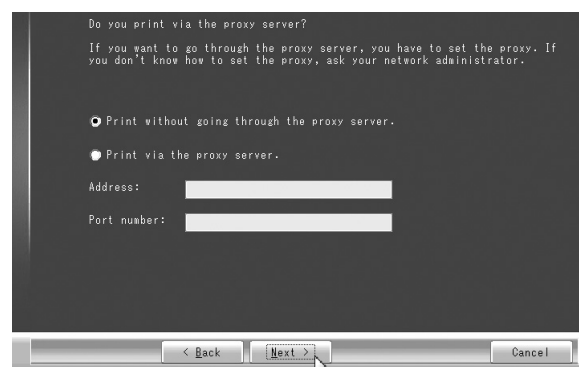 Do you print via the proxy server?
If you want to go through the proxy server, you have to set the proxy. If
you don't know how to set the proxy, ask your network administrator.
Print without going through the proxy server.
Print via the proxy server.
Address:
Port number:
< Back
Next >
Cancel